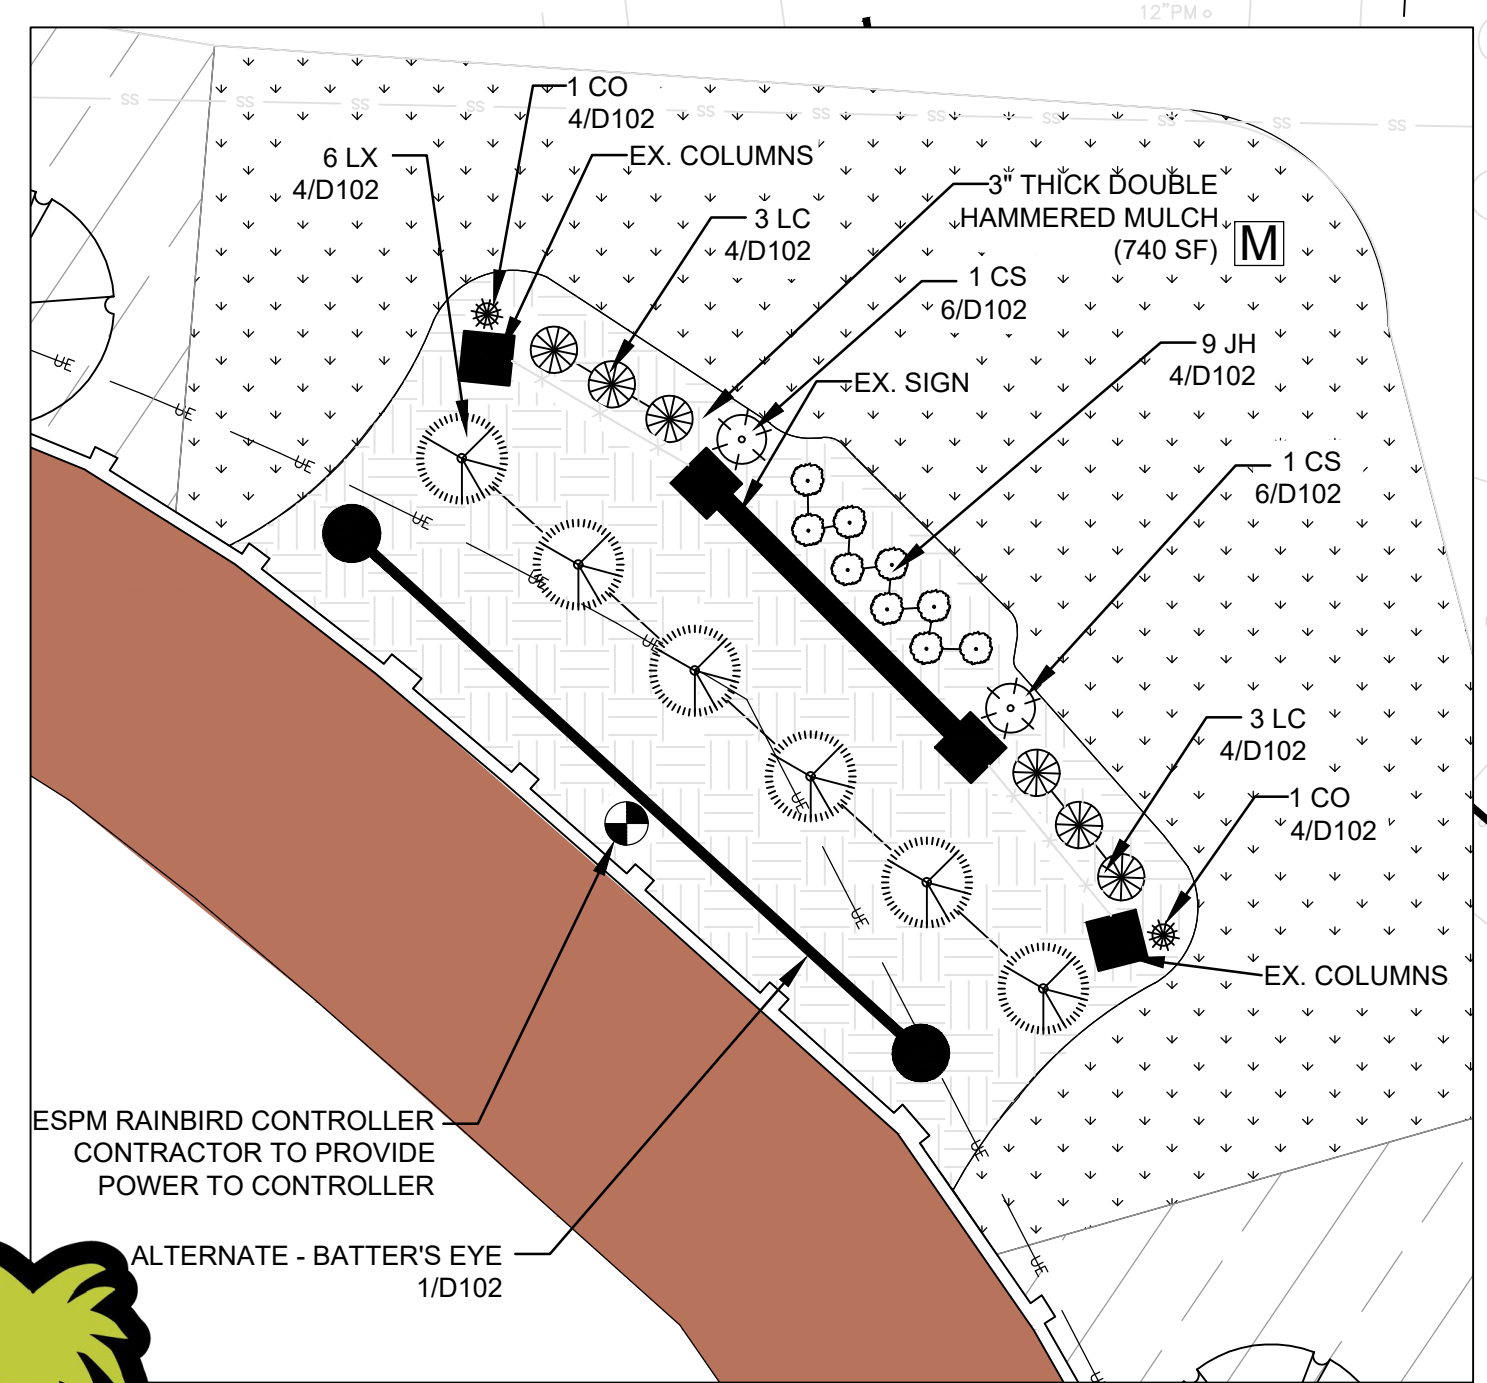 12"PM
SS SS SS SS SS SS SS SS SS SS SS SS
1 CO
4/D102
6 LX
4/D102
EX. COLUMNS
3" THICK DOUBLE
HAMMERED MULCH
(740 SF)
M
3 LC
4/D102
1 CS
6/D102
9 JH
4/D102
EX. SIGN
1 CS
6/D102
UE
UE
UE
UE
UE
UE
UE
UE
UE
UE
UE
3 LC
4/D102
1 CO
4/D102
EX. COLUMNS
ESPM RAINBIRD CONTROLLER
CONTRACTOR TO PROVIDE
POWER TO CONTROLLER
ALTERNATE - BATTER'S EYE
1/D102